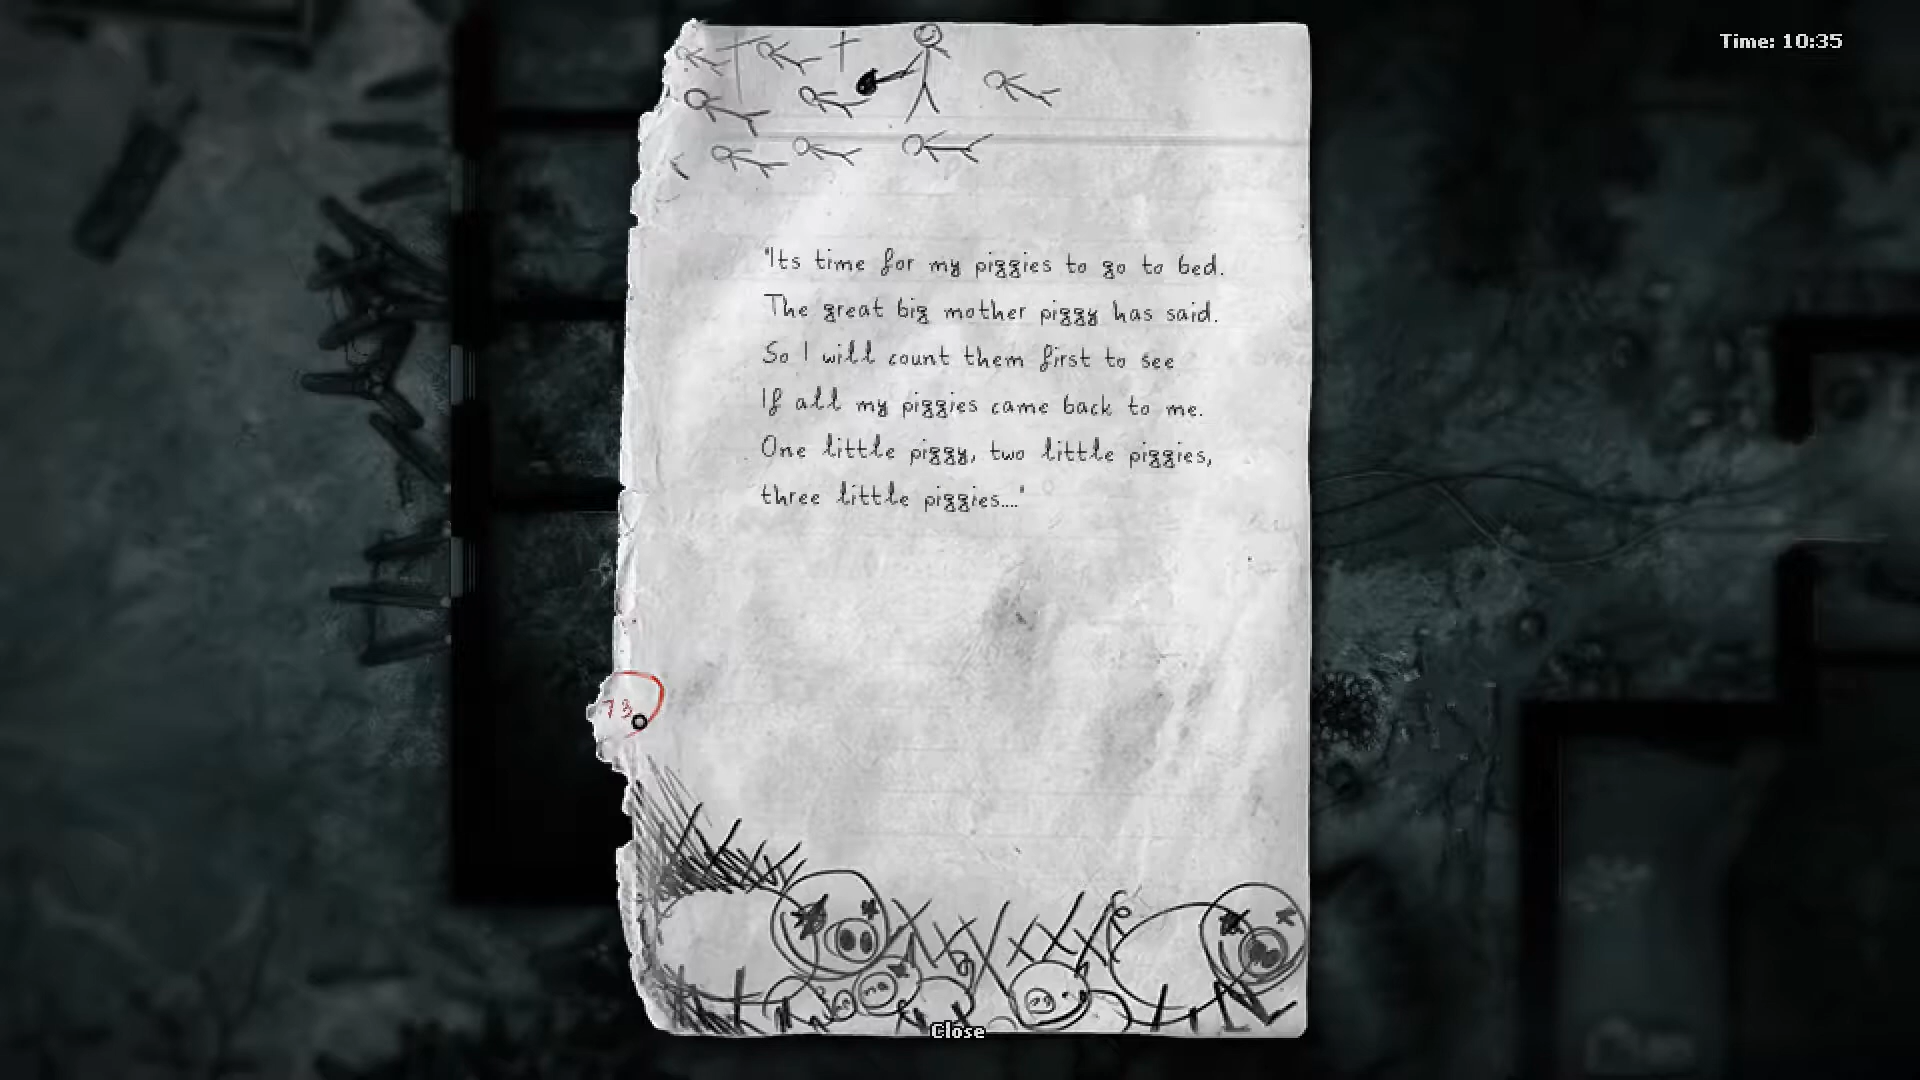 Time: 10:35
"Its time for my piggies to go to bed.
The great big mother piggy has said.
So I will count them first to see
If all my piggies came back to me.
One little piggy, two little piggies,
three little piggies...."
73
Close